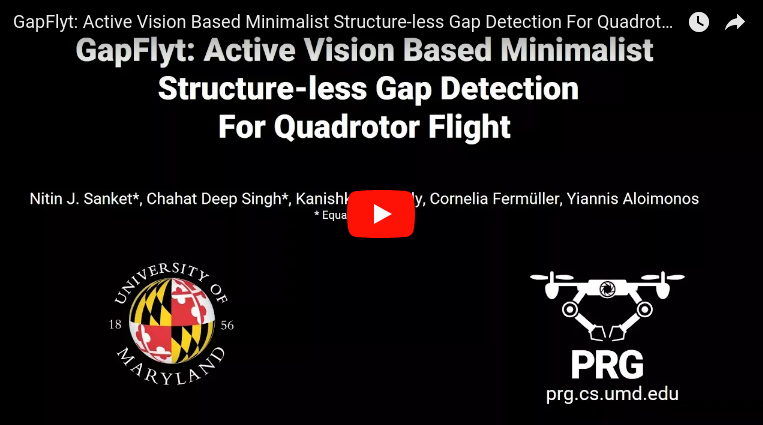 GapFlyt: Active Vision Based Minimalist Structure-less Gap Detection For Quadrot...
GapFlyt: Active Vision Based Minimalist
Structure-less Gap Detection
For Quadrotor Flight
Nitin J. Sanket*, Chahat Deep Singh*, Cornelia Fermüller, Yiannis Aloimonos
UNIVERSITY OF
18 56
MARYLAND
PRG
prg.cs.umd.edu